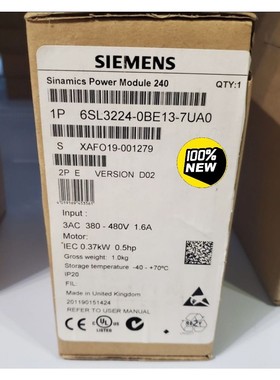 SIEMENS
Sinamics Power Module 240
QTY:1
1P 6SL3224-0BE13-7UA0
S XAFO19-001279
100%
NEW
2P E VERSION D02
Input :
3AC 380 - 480V 1.6A
Motor:
IEC 0.37kW 0.5hp
Gross weight: 1.0kg
Storage temperature -40 - +70ºC
IP20
FIL:
Made in United Kingdom
201190151424
REFER TO USER MANUAL